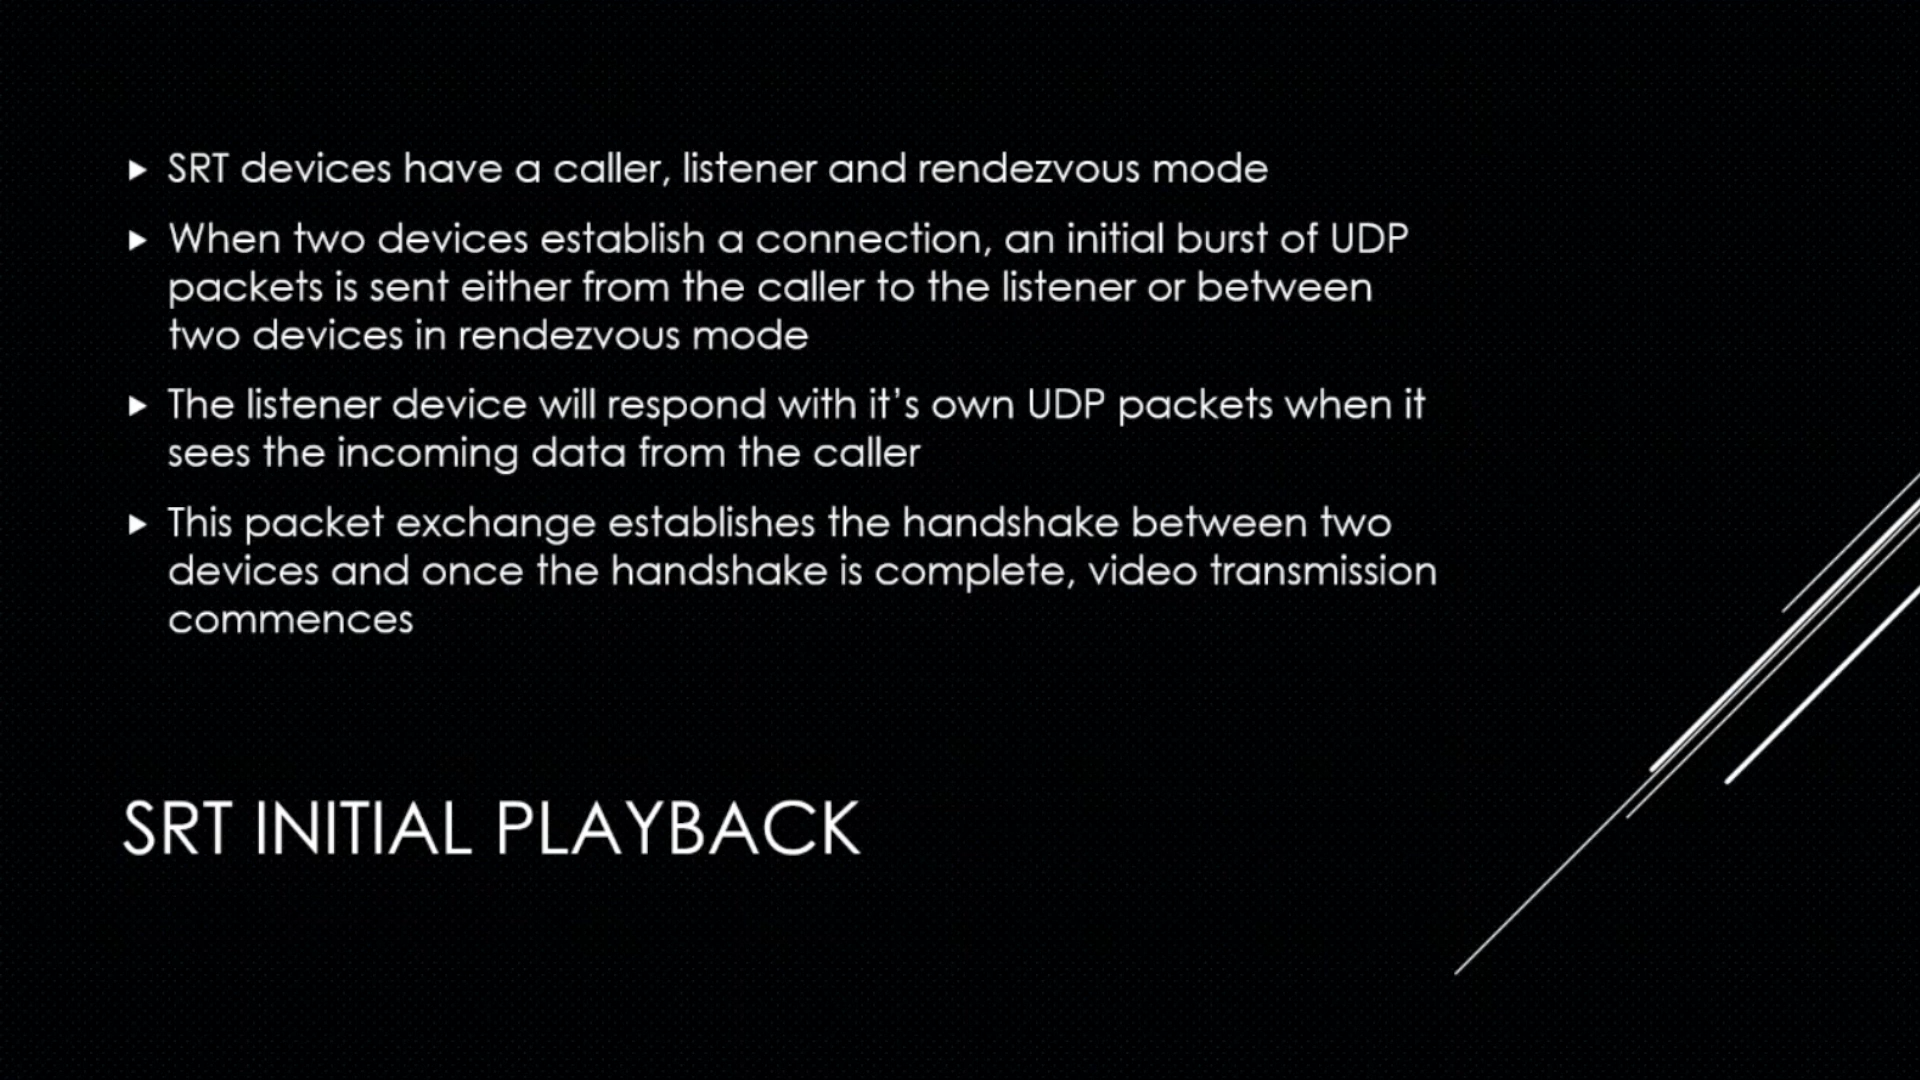 SRT devices have a caller, listener and rendezvous mode
When two devices establish a connection, an initial burst of UDP
packets is sent either from the caller to the listener or between
two devices in rendezvous mode
The listener device will respond with it’s own UDP packets when it
sees the incoming data from the caller
This packet exchange establishes the handshake between two
devices and once the handshake is complete, video transmission
commences
SRT INITIAL PLAYBACK